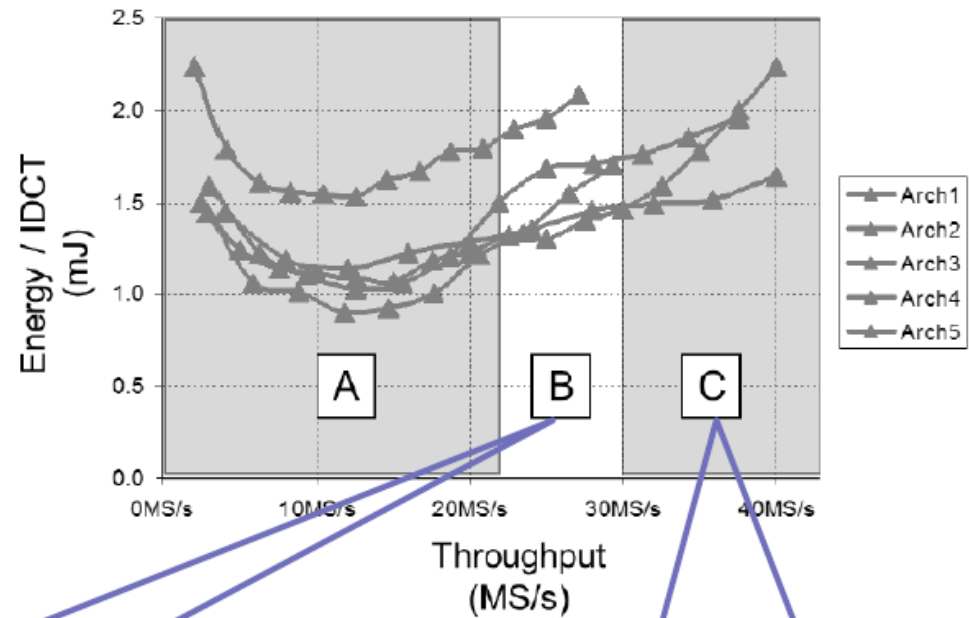 2.5
2.0
1.5
1.0
0.5
0.0
Energy / IDCT
(mJ)
A
B
C
0MS/s
10MS/s
20MS/s
30MS/s
40MS/s
Throughput
(MS/s)
Arch1
Arch2
Arch3
Arch4
Arch5